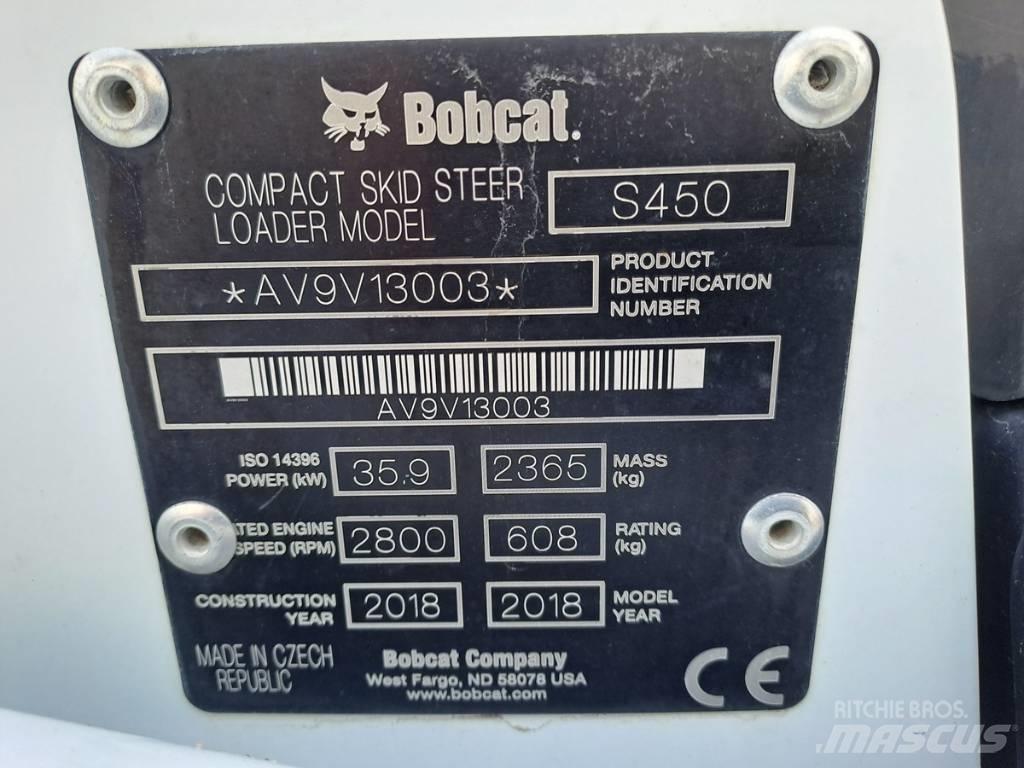 Bobcat.
COMPACT SKID STEER
LOADER MODEL
S450
*AV9V13003*
PRODUCT
IDENTIFICATION
NUMBER
AV9V13003
ISO 14396
POWER (kW)
35.9
2365
MASS
(kg)
ATED ENGINE
SPEED (RPM)
2800
608
RATING
(kg)
CONSTRUCTION
YEAR
2018
2018
MODEL
YEAR
MADE IN CZECH
REPUBLIC
Bobcat Company
West Fargo, ND 58078 USA
www.bobcat.com
CE
RITCHIE BROS.
MASCUS